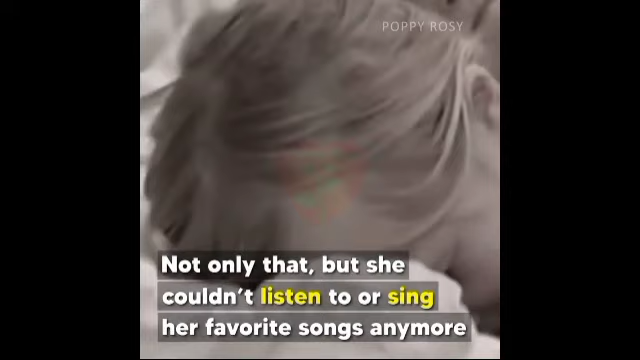 POPPY ROSY
Not only that, but she
couldn't listen to or sing
her favorite songs anymore